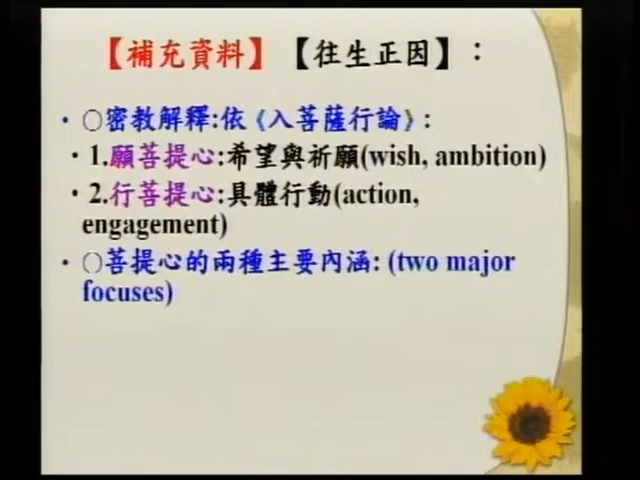 【補充資料】【往生正因】：
• ○密教解釋:依《入菩薩行論》:
• 1.願菩提心:希望與祈願(wish, ambition)
• 2.行菩提心:具體行動(action,
engagement)
• ○菩提心的兩種主要內涵: (two major
focuses)